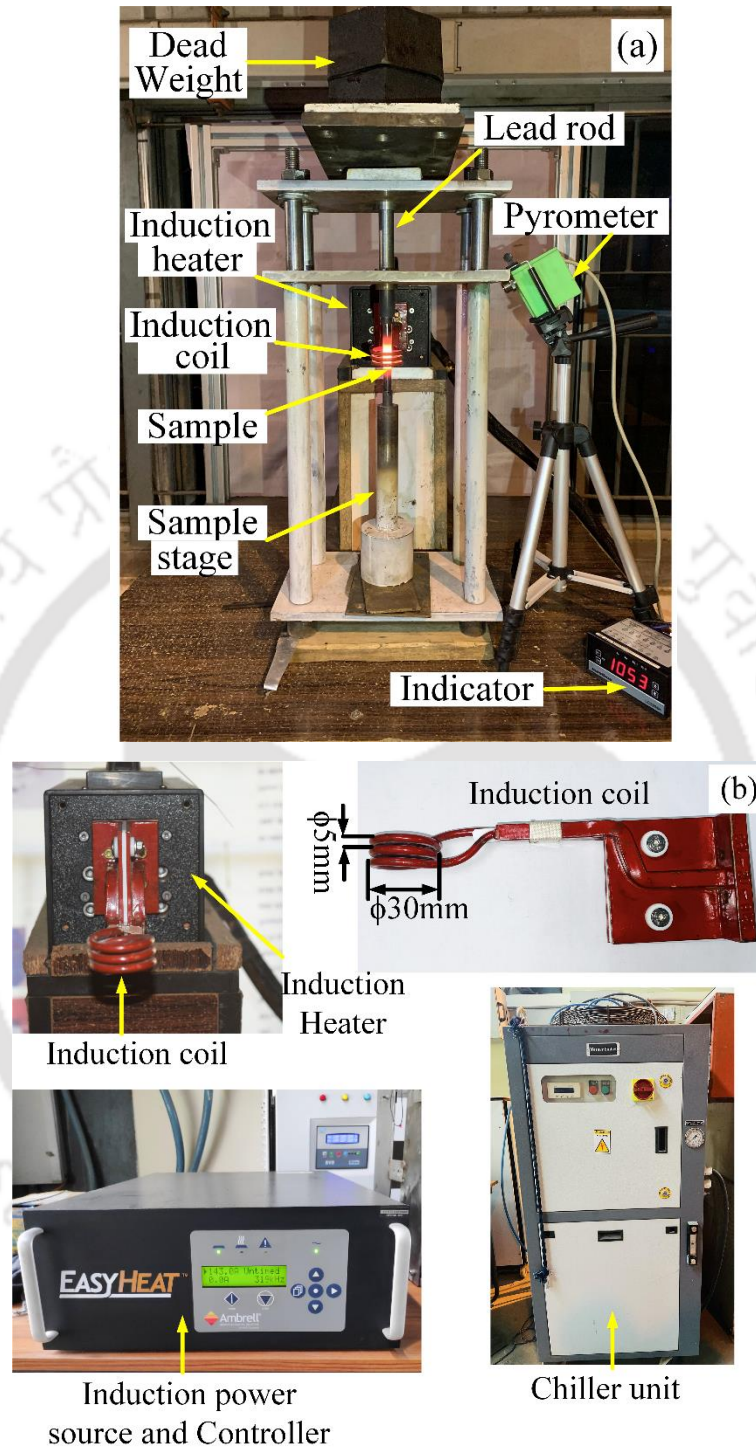 (a)
Dead
Weight
Lead rod
Pyrometer
Induction
heater
Induction
coil
Sample
Sample
stage
Indicator
1053
(b)
Induction coil
ϕ5mm
ϕ30mm
Induction
Heater
Induction coil
EASYHEAT™
Ambrell
Induction power
source and Controller
Chiller unit